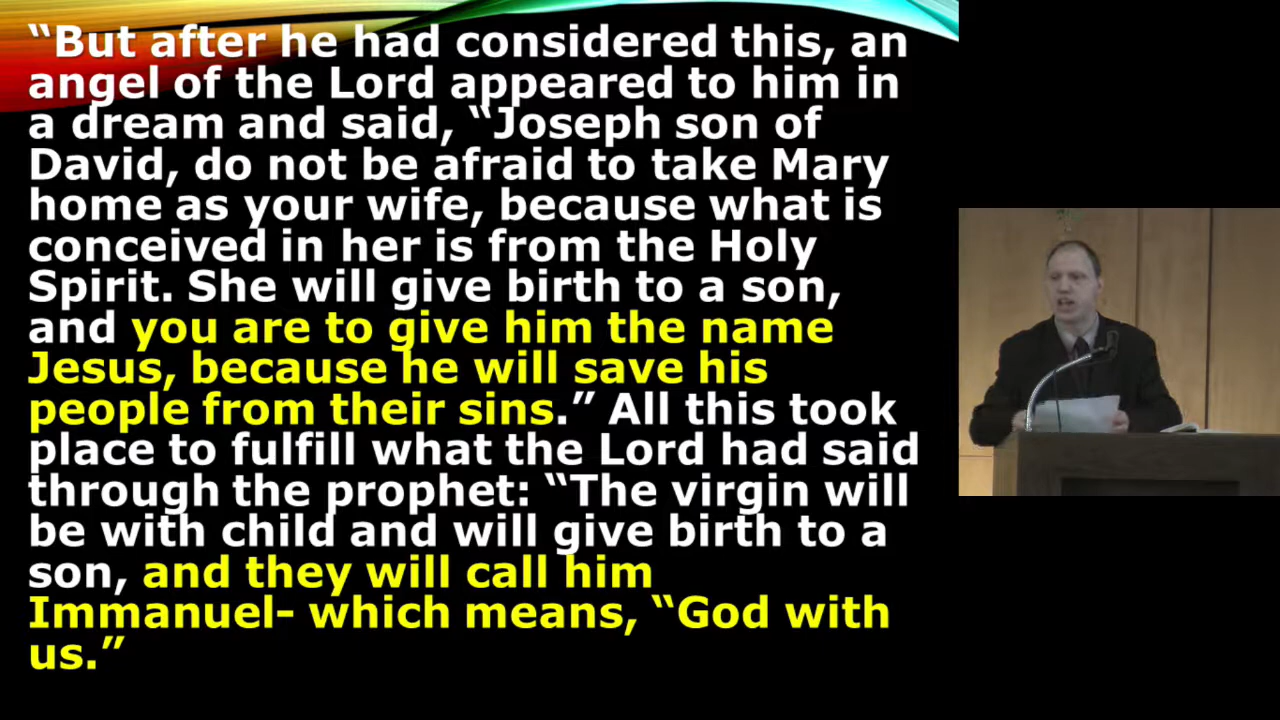 “But after he had considered this, an
angel of the Lord appeared to him in
a dream and said, “Joseph son of
David, do not be afraid to take Mary
home as your wife, because what is
conceived in her is from the Holy
Spirit. She will give birth to a son,
and you are to give him the name
Jesus, because he will save his
people from their sins.” All this took
place to fulfill what the Lord had said
through the prophet: “The virgin will
be with child and will give birth to a
son, and they will call him
Immanuel- which means, “God with
us.”